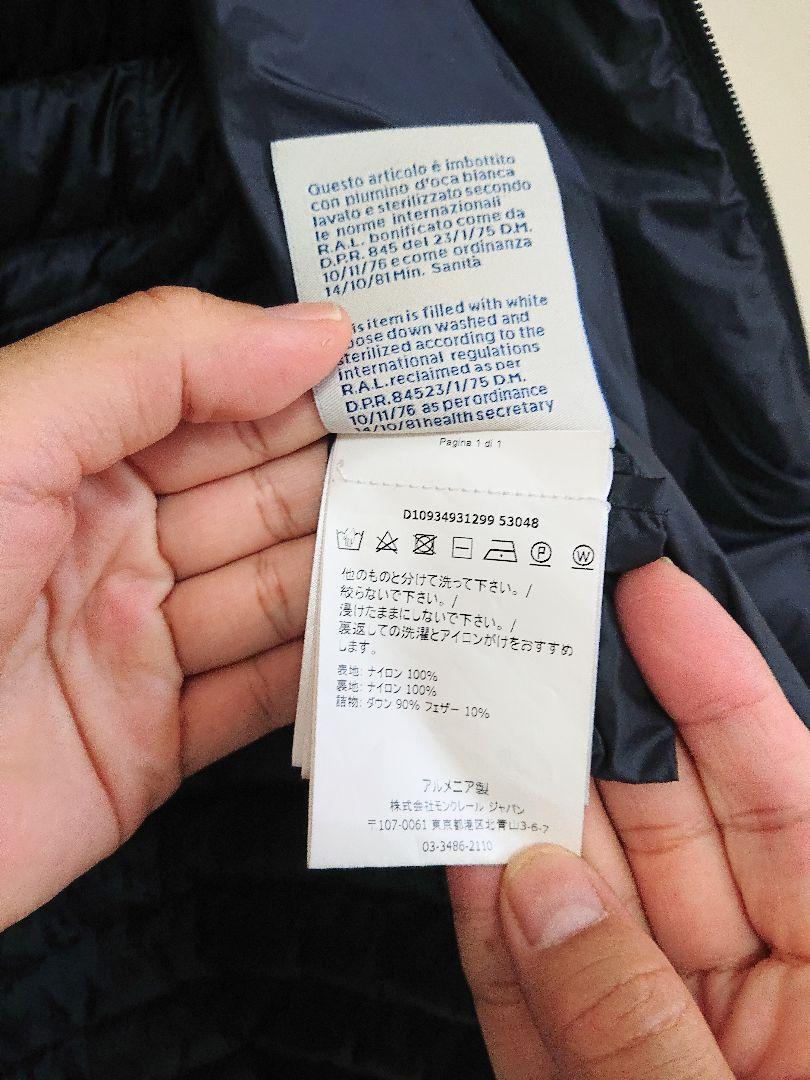 Questo articolo è imbottito
con piumino d'oca bianca
lavato e sterilizzato secondo
le norme internazionali
R.A.L. bonificato come da
D.P.R. 845 del 23/1/75 D.M.
10/11/76 e come ordinanza
14/10/81 Min. Sanità
is item is filled with white
oose down washed and
sterilized according to the
international regulations
R.A.L. reclaimed as per
D.P.R. 84523/1/75 D.M.
10/11/76 as per ordinance
14/10/81 health secretary
Pagina 1 di 1
D10934931299 53048
P W
他のものと分けて洗って下さい。/
絞らないで下さい。/
浸けたままにしないで下さい。/
裏返しての洗濯とアイロンがけをおすすめ
します。
表地: ナイロン 100%
裏地: ナイロン 100%
詰物: ダウン 90% フェザー 10%
アルメニア製
株式会社モンクレール ジャパン
〒107-0061 東京都港区北青山3-6-7
03-3486-2110